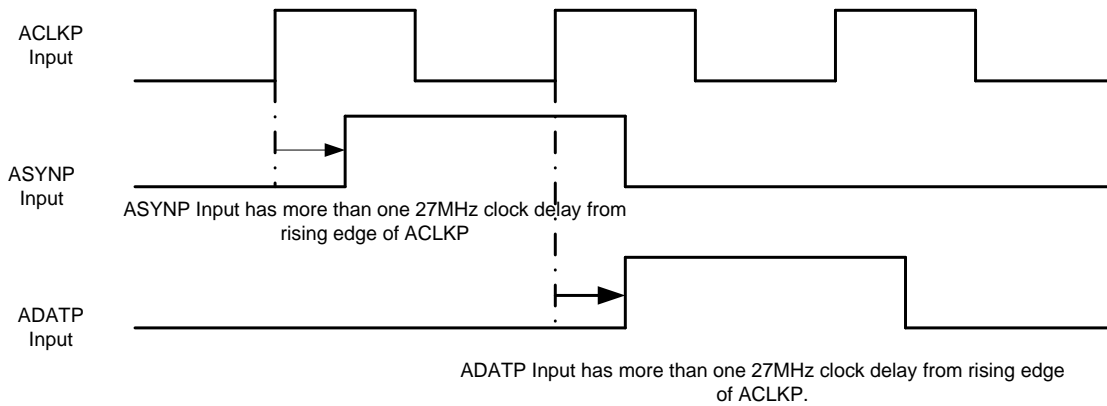 ACLKP
Input
ASYNP
Input
ASYNP Input has more than one 27MHz clock delay from
rising edge of ACLKP
ADATP
Input
ADATP Input has more than one 27MHz clock delay from rising edge
of ACLKP.